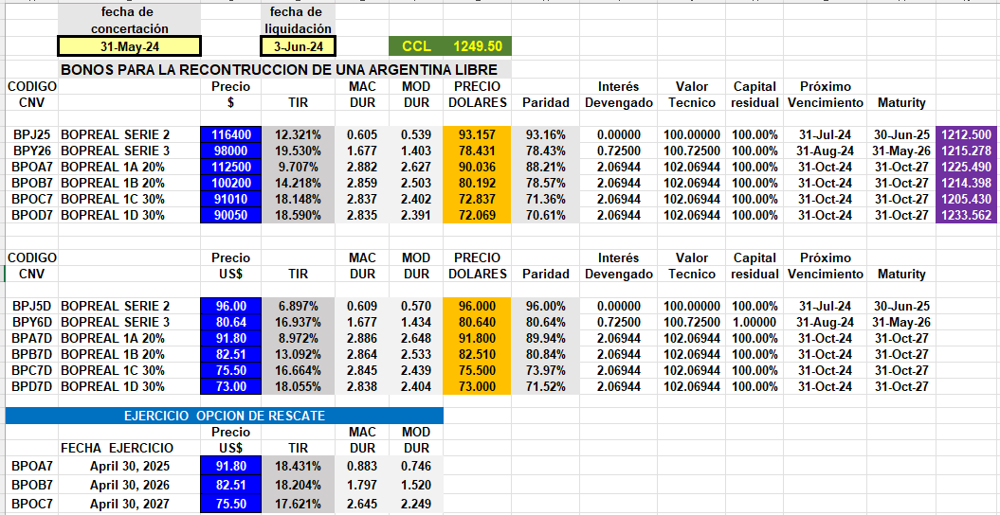 fecha de fecha de
concertación liquidación
31-May-24 3-Jun-24 CCL 1249.50
BONOS PARA LA RECONTRUCCION DE UNA ARGENTINA LIBRE
CODIGO Precio MAC MOD PRECIO Interés Valor Capital Próximo
CNV $ TIR DUR DUR DOLARES Paridad Devengado Tecnico residual Vencimiento Maturity
BPJ25 BOPREAL SERIE 2 116400 12.321% 0.605 0.539 93.157 93.16% 0.00000 100.00000 100.00% 31-Jul-24 30-Jun-25 1212.500
BPY26 BOPREAL SERIE 3 98000 19.530% 1.677 1.403 78.431 78.43% 0.72500 100.72500 100.00% 31-Aug-24 31-May-26 1215.278
BPOA7 BOPREAL 1A 20% 112500 9.707% 2.882 2.627 90.036 88.21% 2.06944 102.06944 100.00% 31-Oct-24 31-Oct-27 1225.490
BPOB7 BOPREAL 1B 20% 100200 14.218% 2.859 2.503 80.192 78.57% 2.06944 102.06944 100.00% 31-Oct-24 31-Oct-27 1214.398
BPOC7 BOPREAL 1C 30% 91010 18.148% 2.837 2.402 72.837 71.36% 2.06944 102.06944 100.00% 31-Oct-24 31-Oct-27 1205.430
BPOD7 BOPREAL 1D 30% 90050 18.590% 2.835 2.391 72.069 70.61% 2.06944 102.06944 100.00% 31-Oct-24 31-Oct-27 1233.562
CODIGO Precio MAC MOD PRECIO Interés Valor Capital Próximo
CNV US$ TIR DUR DUR DOLARES Paridad Devengado Tecnico residual Vencimiento Maturity
BPJ5D BOPREAL SERIE 2 96.00 6.897% 0.609 0.570 96.000 96.00% 0.00000 100.00000 100.00% 31-Jul-24 30-Jun-25
BPY6D BOPREAL SERIE 3 80.64 16.937% 1.677 1.434 80.640 80.64% 0.72500 100.72500 1.00000 31-Aug-24 31-May-26
BPA7D BOPREAL 1A 20% 91.80 8.972% 2.886 2.648 91.800 89.94% 2.06944 102.06944 100.00% 31-Oct-24 31-Oct-27
BPB7D BOPREAL 1B 20% 82.51 13.092% 2.864 2.533 82.510 80.84% 2.06944 102.06944 100.00% 31-Oct-24 31-Oct-27
BPC7D BOPREAL 1C 30% 75.50 16.664% 2.845 2.439 75.500 73.97% 2.06944 102.06944 100.00% 31-Oct-24 31-Oct-27
BPD7D BOPREAL 1D 30% 73.00 18.055% 2.838 2.404 73.000 71.52% 2.06944 102.06944 100.00% 31-Oct-24 31-Oct-27
EJERCICIO OPCION DE RESCATE
Precio MAC MOD
FECHA EJERCICIO US$ TIR DUR DUR
BPOA7 April 30, 2025 91.80 18.431% 0.883 0.746
BPOB7 April 30, 2026 82.51 18.204% 1.797 1.520
BPOC7 April 30, 2027 75.50 17.621% 2.645 2.249